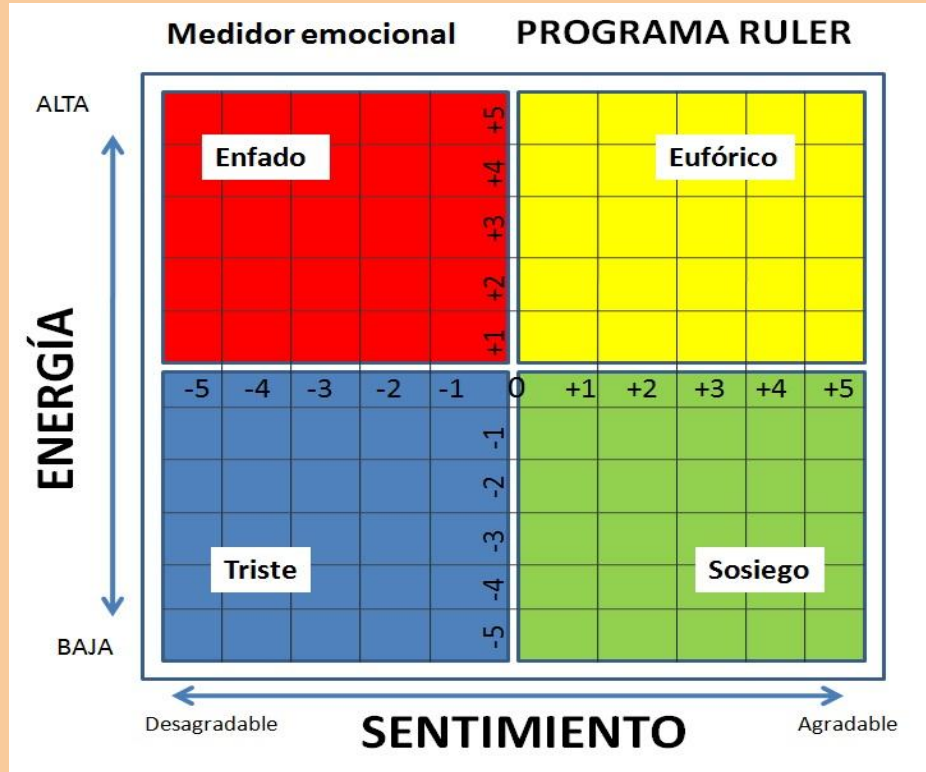 Medidor emocional PROGRAMA RULER
ALTA
Enfado
Eufórico
+5
+4
+3
+2
+1
ENERGÍA
-5 -4 -3 -2 -1 0 +1 +2 +3 +4 +5
-1
-2
-3
-4
-5
Triste
Sosiego
BAJA
Desagradable
SENTIMIENTO
Agradable